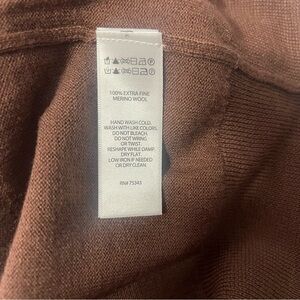 100% EXTRA FINE
MERINO WOOL
HAND WASH COLD.
WASH WITH LIKE COLORS.
DO NOT BLEACH.
DO NOT WRING
OR TWIST.
RESHAPE WHILE DAMP.
DRY FLAT.
LOW IRON IF NEEDED
OR DRY CLEAN.
RN# 75343